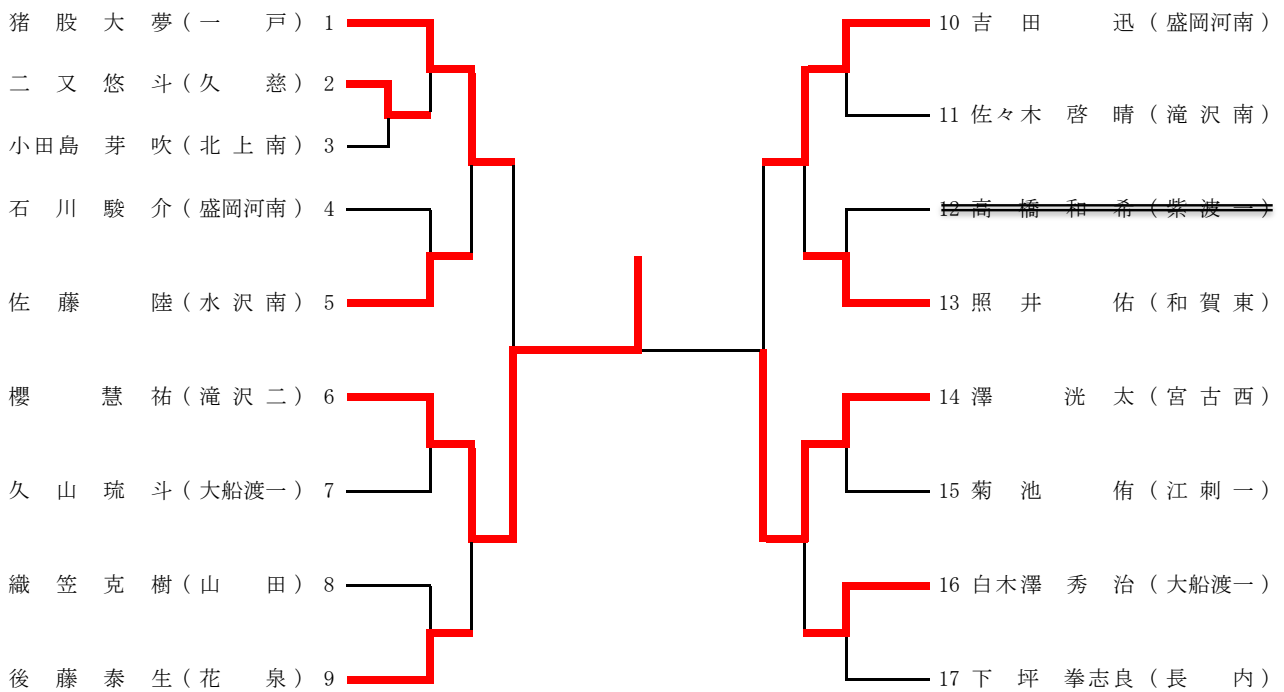 猪股大夢(一戸) 1
二又悠斗(久慈) 2
小田島芽吹(北上南) 3
石川駿介(盛岡河南) 4
佐藤陸(水沢南) 5
櫻慧祐(滝沢二) 6
久山琉斗(大船渡一) 7
織笠克樹(山田) 8
後藤泰生(花泉) 9
10 吉田迅(盛岡河南)
11 佐々木啓晴(滝沢南)
12 高橋和希(紫波一)
13 照井佑(和賀東)
14 澤洸太(宮古西)
15 菊池侑(江刺一)
16 白木澤秀治(大船渡一)
17 下坪拳志良(長内)